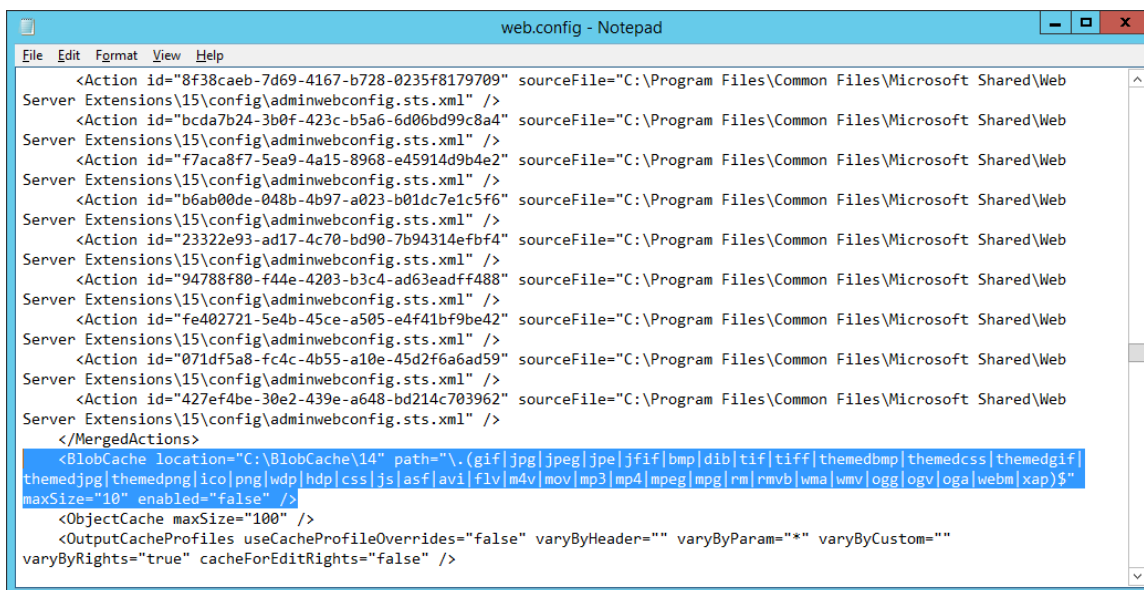 web.config - Notepad
File Edit Format View Help
<Action id="8f38caeb-7d69-4167-b728-0235f8179709" sourceFile="C:\Program Files\Common Files\Microsoft Shared\Web
Server Extensions\15\config\adminwebconfig.sts.xml" />
<Action id="bcda7b24-3b0f-423c-b5a6-6d06bd99c8a4" sourceFile="C:\Program Files\Common Files\Microsoft Shared\Web
Server Extensions\15\config\adminwebconfig.sts.xml" />
<Action id="f7aca8f7-5ea9-4a15-8968-e45914d9b4e2" sourceFile="C:\Program Files\Common Files\Microsoft Shared\Web
Server Extensions\15\config\adminwebconfig.sts.xml" />
<Action id="b6ab00de-048b-4b97-a023-b01dc7e1c5f6" sourceFile="C:\Program Files\Common Files\Microsoft Shared\Web
Server Extensions\15\config\adminwebconfig.sts.xml" />
<Action id="23322e93-ad17-4c70-bd90-7b94314efbf4" sourceFile="C:\Program Files\Common Files\Microsoft Shared\Web
Server Extensions\15\config\adminwebconfig.sts.xml" />
<Action id="94788f80-f44e-4203-b3c4-ad63eadff488" sourceFile="C:\Program Files\Common Files\Microsoft Shared\Web
Server Extensions\15\config\adminwebconfig.sts.xml" />
<Action id="fe402721-5e4b-45ce-a505-e4f41bf9be42" sourceFile="C:\Program Files\Common Files\Microsoft Shared\Web
Server Extensions\15\config\adminwebconfig.sts.xml" />
<Action id="071df5a8-fc4c-4b55-a10e-45d2f6a6ad59" sourceFile="C:\Program Files\Common Files\Microsoft Shared\Web
Server Extensions\15\config\adminwebconfig.sts.xml" />
<Action id="427ef4be-30e2-439e-a648-bd214c703962" sourceFile="C:\Program Files\Common Files\Microsoft Shared\Web
Server Extensions\15\config\adminwebconfig.sts.xml" />
</MergedActions>
<BlobCache location="C:\BlobCache\14" path="\.(gif|jpg|jpeg|jpe|jfif|bmp|dib|tif|tiff|themedbmp|themedcss|themedgif|
themedjpg|themedpng|ico|png|wdp|hdp|css|js|asf|avi|flv|m4v|mov|mp3|mp4|mpeg|mpg|rm|rmvb|wma|wmv|ogg|ogv|oga|webm|xap)$"
maxSize="10" enabled="false" />
<ObjectCache maxSize="100" />
<OutputCacheProfiles useCacheProfileOverrides="false" varyByHeader="" varyByParam="*" varyByCustom=""
varyByRights="true" cacheForEditRights="false" />